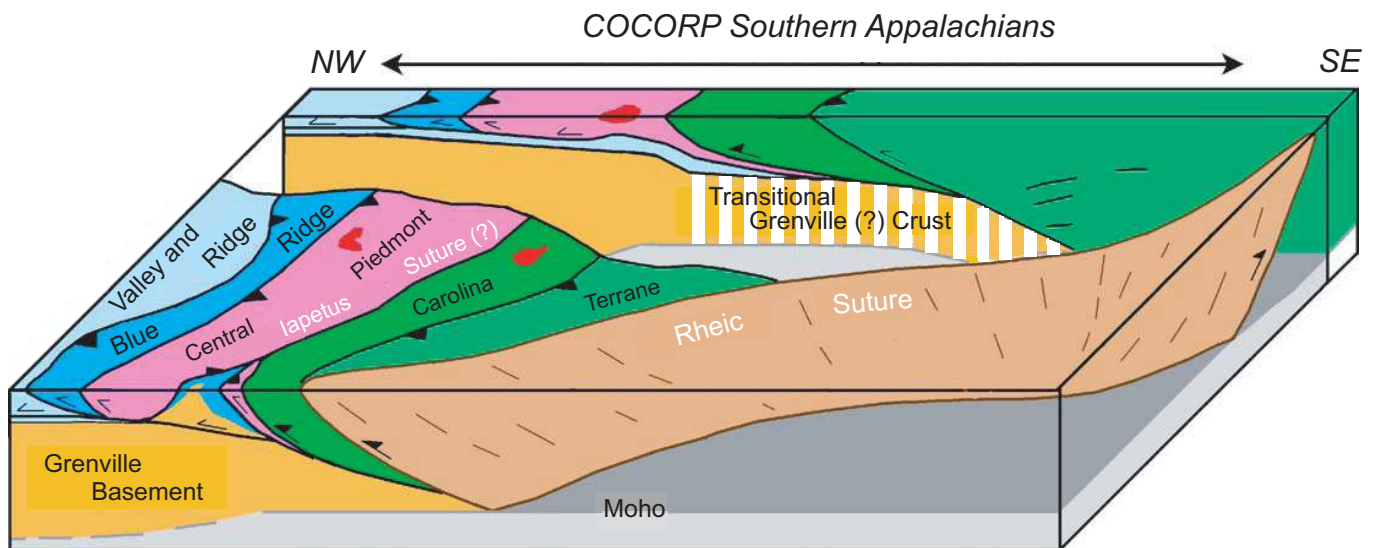 COCORP Southern Appalachians
NW
SE
Transitional
Grenville (?) Crust
Valley and
Ridge
Blue
Ridge
Central
Piedmont
Iapetus
Suture (?)
Carolina
Terrane
Rheic
Suture
Grenville
Basement
Moho